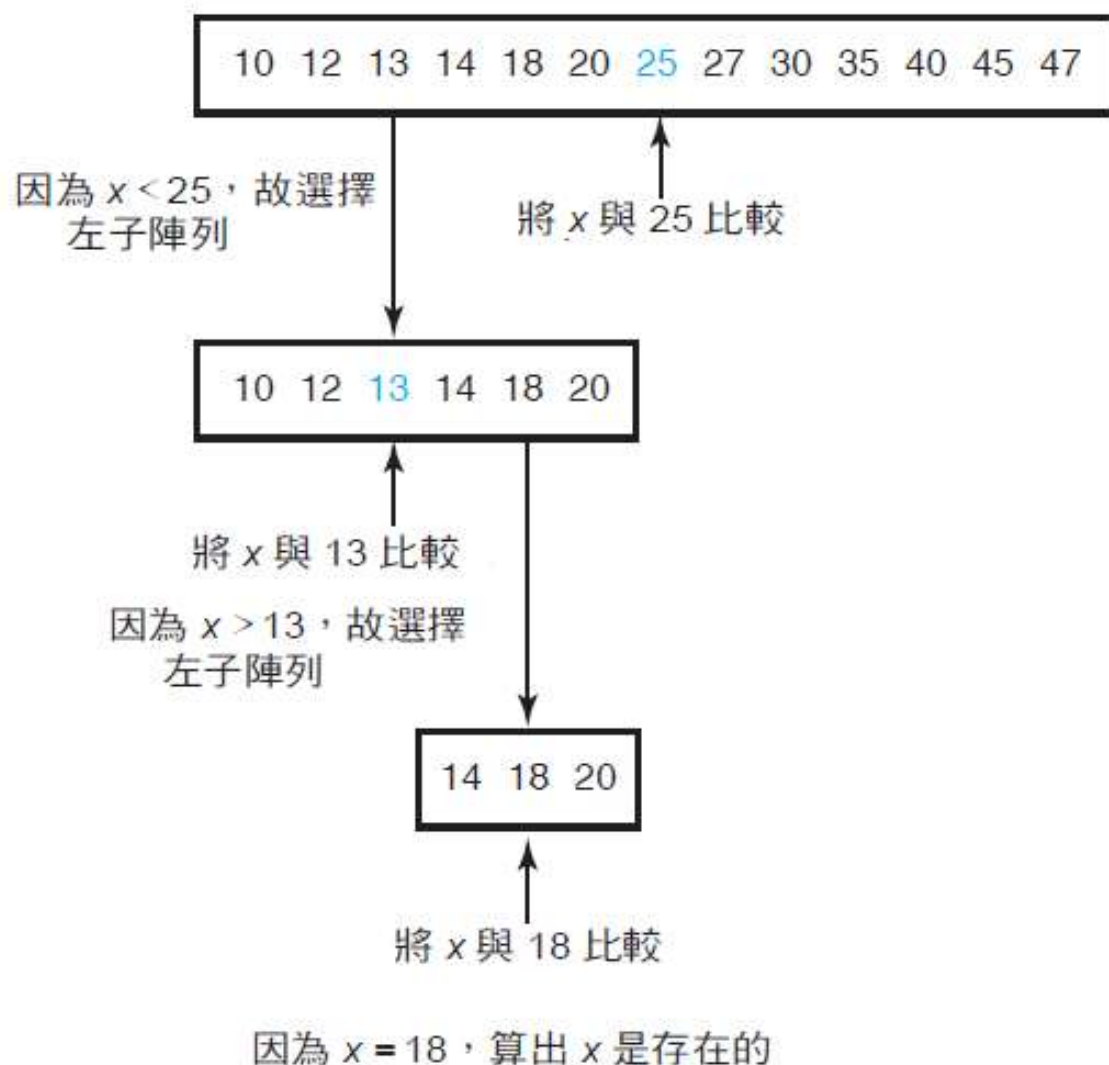 10 12 13 14 18 20 25 27 30 35 40 45 47
因為 x < 25，故選擇
左子陣列
將 x 與 25 比較
10 12 13 14 18 20
將 x 與 13 比較
因為 x > 13，故選擇
左子陣列
14 18 20
將 x 與 18 比較
因為 x = 18，算出 x 是存在的